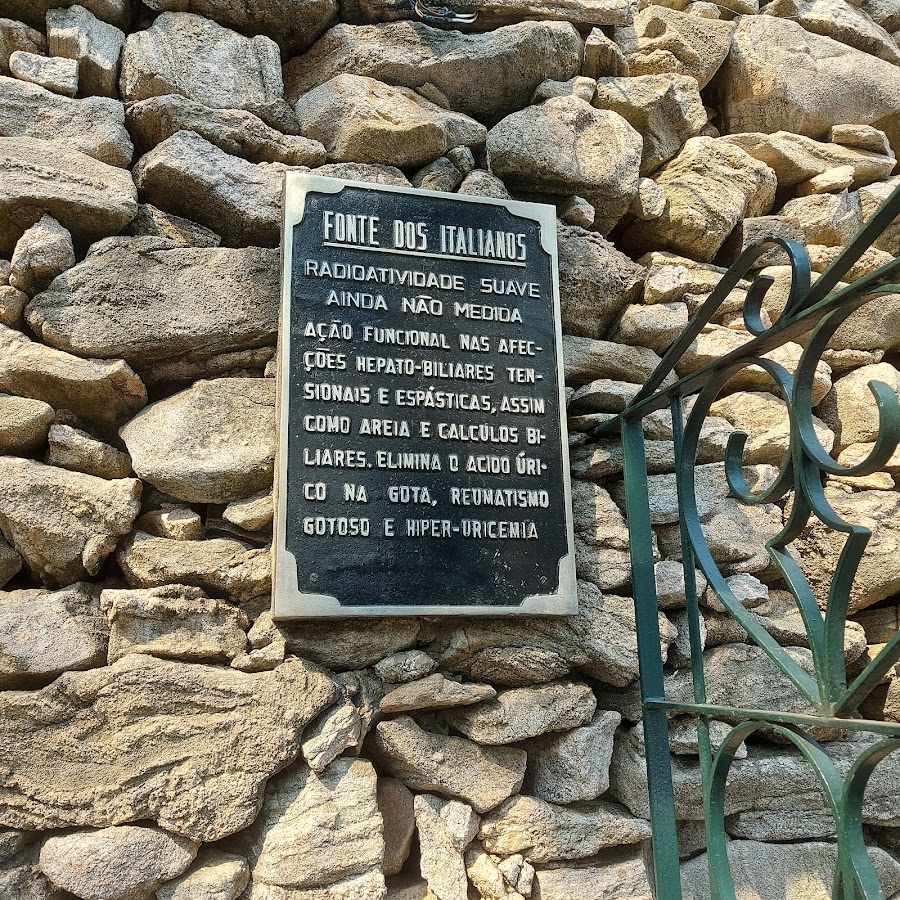 FONTE DOS ITALIANOS
RADIOATIVIDADE SUAVE
AINDA NÃO MEDIDA
AÇÃO FUNCIONAL NAS AFEC-
ÇÕES HEPATO-BILIARES TEN-
SIONAIS E ESPÁSTICAS, ASSIM
COMO AREIA E CALCULOS BI-
LIARES. ELIMINA O ACIDO ÚRI-
CO NA GOTA, REUMATISMO
GOTOSO E HIPER-URICEMIA